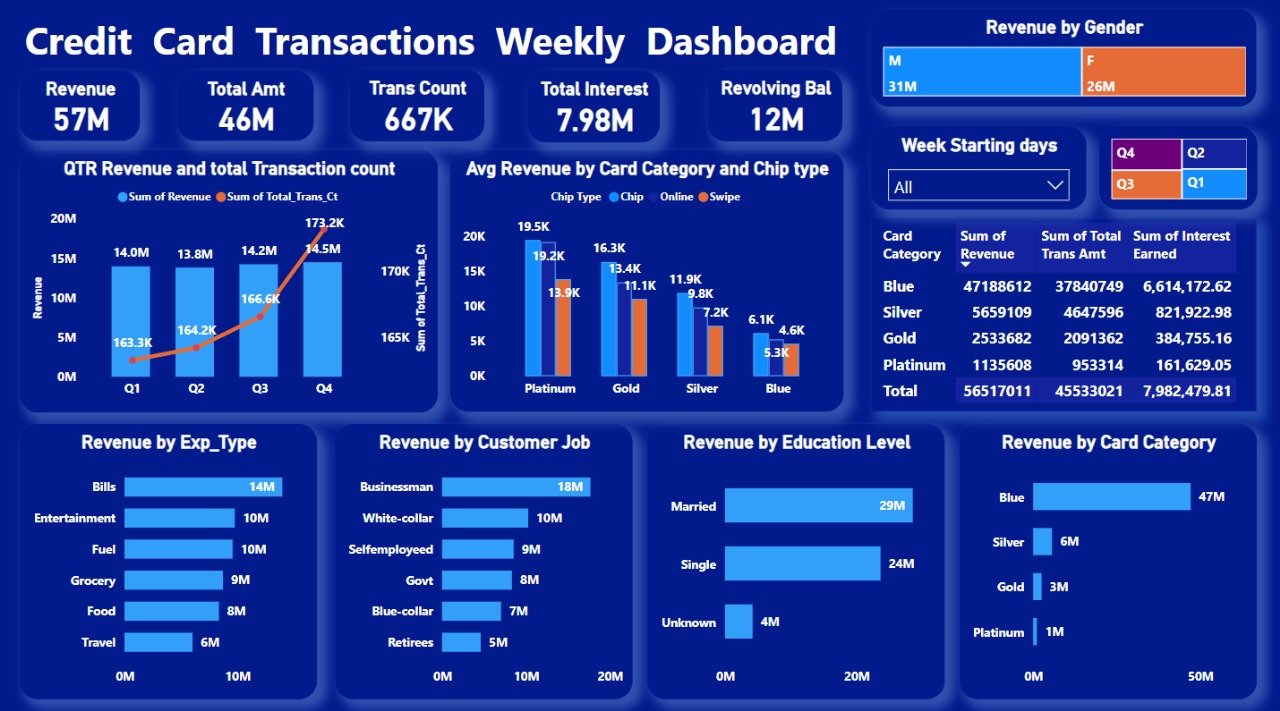 Credit Card Transactions Weekly Dashboard
Revenue
57M
Total Amt
46M
Trans Count
667K
Total Interest
7.98M
Revolving Bal
12M
Revenue by Gender
M
31M
F
26M
Week Starting days
All
Q4
Q2
Q3
Q1
QTR Revenue and total Transaction count
Sum of Revenue Sum of Total_Trans_Ct
20M
15M
10M
5M
0M
Revenue
14.0M
13.8M
14.2M
14.5M
163.3K
164.2K
166.6K
173.2K
170K
165K
Sum of Total_Trans_Ct
Q1 Q2 Q3 Q4
Avg Revenue by Card Category and Chip type
Chip Type Chip Online Swipe
20K
15K
10K
5K
0K
19.5K
19.2K
13.9K
16.3K
13.4K
11.1K
11.9K
9.8K
7.2K
6.1K
5.3K
4.6K
Platinum Gold Silver Blue
Card Category Sum of Revenue Sum of Total Trans Amt Sum of Interest Earned
Blue 47188612 37840749 6,614,172.62
Silver 5659109 4647596 821,922.98
Gold 2533682 2091362 384,755.16
Platinum 1135608 953314 161,629.05
Total 56517011 45533021 7,982,479.81
Revenue by Exp_Type
Bills 14M
Entertainment 10M
Fuel 10M
Grocery 9M
Food 8M
Travel 6M
0M 10M
Revenue by Customer Job
Businessman 18M
White-collar 10M
Selfemployeed 9M
Govt 8M
Blue-collar 7M
Retirees 5M
0M 10M 20M
Revenue by Education Level
Married 29M
Single 24M
Unknown 4M
0M 20M
Revenue by Card Category
Blue 47M
Silver 6M
Gold 3M
Platinum 1M
0M 50M